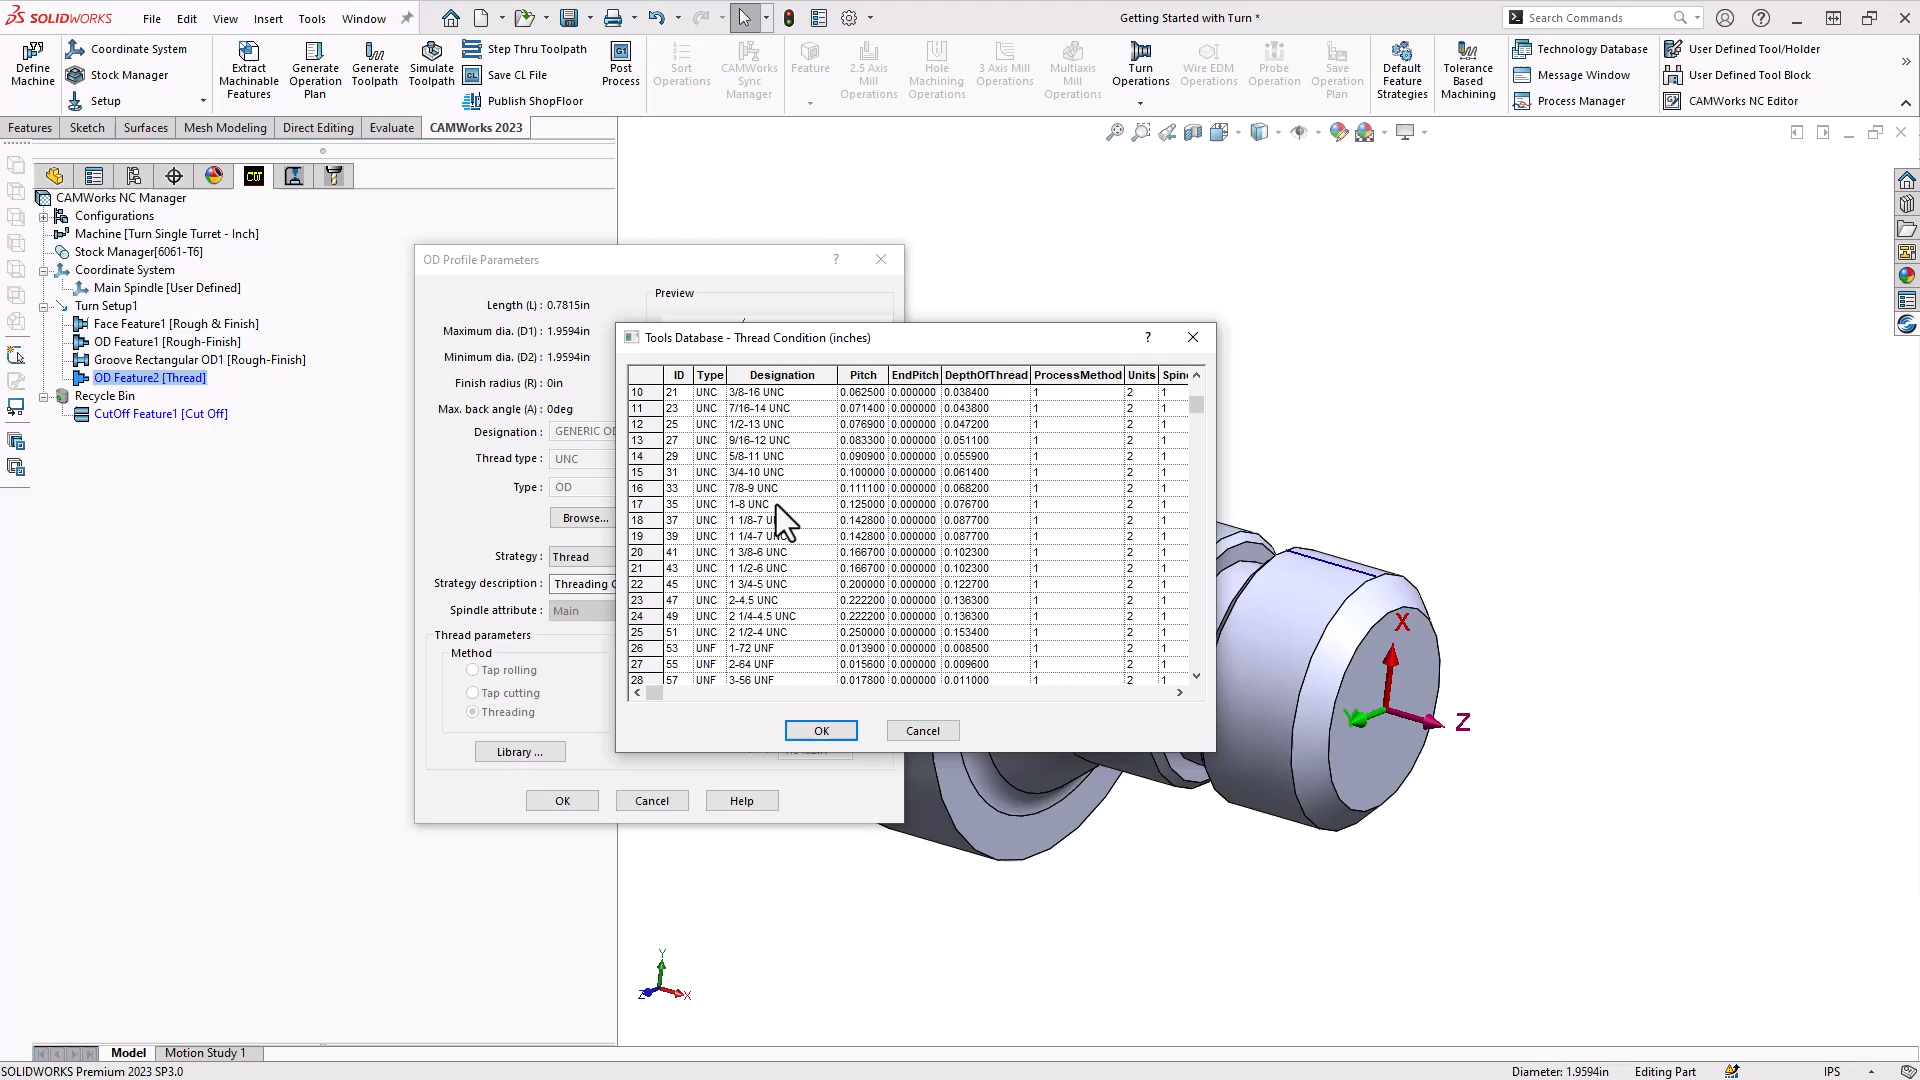 SOLIDWORKS
File Edit View Insert Tools Window
Getting Started with Turn *
Search Commands
Define Machine
Coordinate System
Stock Manager
Setup
Extract Machinable Features
Generate Operation Plan
Generate Toolpath
Simulate Toolpath
Step Thru Toolpath
Save CL File
Publish ShopFloor
G1
CL
Post Process
Sort Operations
CAMWorks Sync Manager
Feature
2.5 Axis Mill Operations
Hole Machining Operations
3 Axis Mill Operations
Multiaxis Mill Operations
Turn Operations
Wire EDM Operations
Probe Operation
Save Operation Plan
Default Feature Strategies
Tolerance Based Machining
Technology Database
Message Window
Process Manager
User Defined Tool/Holder
User Defined Tool Block
CAMWorks NC Editor
Features Sketch Surfaces Mesh Modeling Direct Editing Evaluate CAMWorks 2023
CW
CAMWorks NC Manager
Configurations
Machine [Turn Single Turret - Inch]
Stock Manager[6061-T6]
Coordinate System
Main Spindle [User Defined]
Turn Setup1
Face Feature1 [Rough & Finish]
OD Feature1 [Rough-Finish]
Groove Rectangular OD1 [Rough-Finish]
OD Feature2 [Thread]
Recycle Bin
CutOff Feature1 [Cut Off]
OD Profile Parameters ?
Length (L) : 0.7815in
Maximum dia. (D1) : 1.9594in
Minimum dia. (D2) : 1.9594in
Finish radius (R) : 0in
Max. back angle (A) : 0deg
Designation : GENERIC OD
Thread type : UNC
Type : OD
Browse...
Strategy : Thread
Strategy description : Threading
Spindle attribute : Main
Thread parameters
Method
Tap rolling
Tap cutting
Threading
Library ...
OK Cancel Help
Preview
Tools Database - Thread Condition (inches) ?
ID Type Designation Pitch EndPitch DepthOfThread ProcessMethod Units
10 21 UNC 3/8-16 UNC 0.062500 0.000000 0.038400 1 2 1
11 23 UNC 7/16-14 UNC 0.071400 0.000000 0.043800 1 2 1
12 25 UNC 1/2-13 UNC 0.076900 0.000000 0.047200 1 2 1
13 27 UNC 9/16-12 UNC 0.083300 0.000000 0.051100 1 2 1
14 29 UNC 5/8-11 UNC 0.090900 0.000000 0.055900 1 2 1
15 31 UNC 3/4-10 UNC 0.100000 0.000000 0.061400 1 2 1
16 33 UNC 7/8-9 UNC 0.111100 0.000000 0.068200 1 2 1
17 35 UNC 1-8 UNC 0.125000 0.000000 0.076700 1 2 1
18 37 UNC 1 1/8-7 0.142800 0.000000 0.087700 1 2 1
19 39 UNC 1 1/4-7 0.142800 0.000000 0.087700 1 2 1
20 41 UNC 1 3/8-6 UNC 0.166700 0.000000 0.102300 1 2 1
21 43 UNC 1 1/2-6 UNC 0.166700 0.000000 0.102300 1 2 1
22 45 UNC 1 3/4-5 UNC 0.200000 0.000000 0.122700 1 2 1
23 47 UNC 2-4.5 UNC 0.222200 0.000000 0.136300 1 2 1
24 49 UNC 2 1/4-4.5 UNC 0.222200 0.000000 0.136300 1 2 1
25 51 UNC 2 1/2-4 UNC 0.250000 0.000000 0.153400 1 2 1
26 53 UNF 1-72 UNF 0.013900 0.000000 0.008500 1 2 1
27 55 UNF 2-64 UNF 0.015600 0.000000 0.009600 1 2 1
28 57 UNF 3-56 UNF 0.017800 0.000000 0.011000 1 2 1
OK Cancel
X
Y
Z
Y
Z
X
Model Motion Study 1
SOLIDWORKS Premium 2023 SP3.0
Diameter: 1.9594in Editing Part IPS